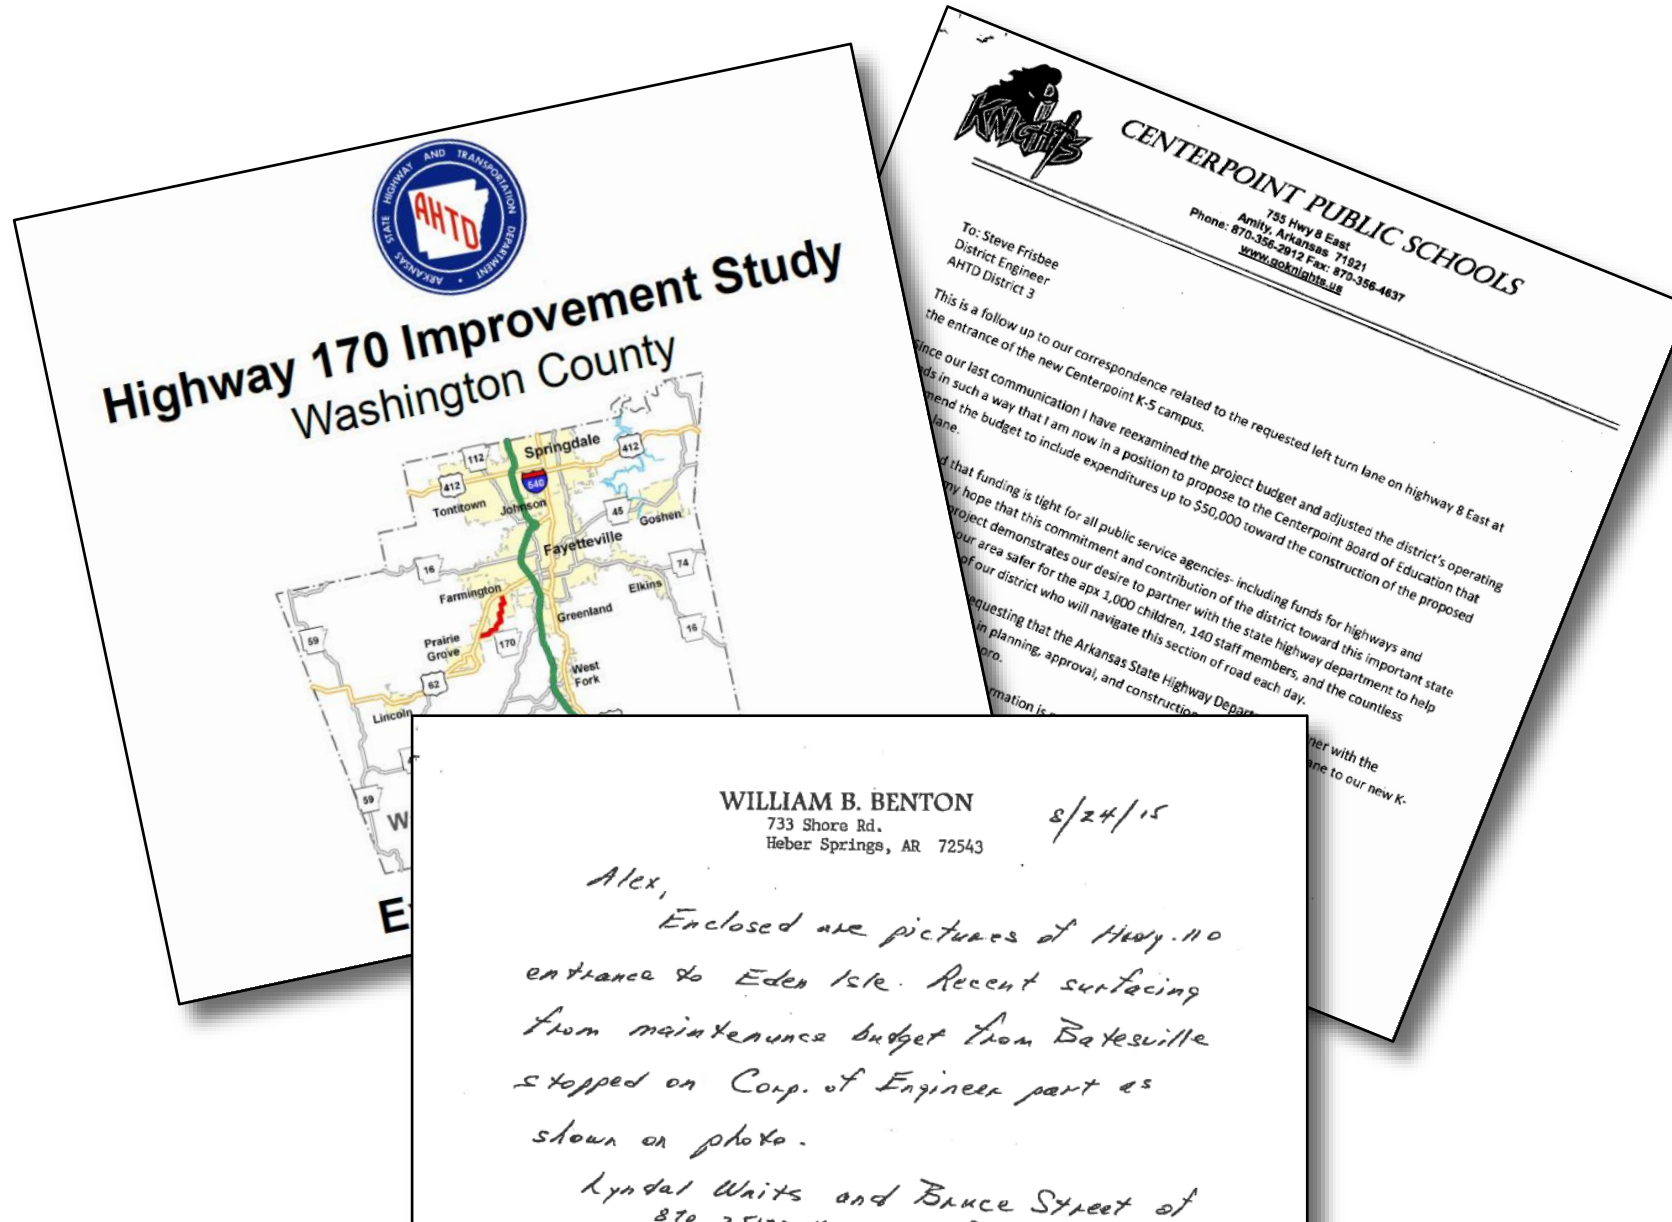 ARKANSAS STATE HIGHWAY AND TRANSPORTATION DEPARTMENT
AHTD
Highway 170 Improvement Study
Washington County
112
Springdale
412
412
540
Tontitown
Johnson
45
Goshen
Fayetteville
16
74
Farmington
Elkins
Greenland
59
Prairie
Grove
170
16
62
West
Fork
Lincoln
59
W
E
KNIGHTS
CENTERPOINT PUBLIC SCHOOLS
755 Hwy 8 East
Amity, Arkansas 71921
Phone: 870-356-2912 Fax: 870-356-4637
www.goknights.us
To: Steve Frisbee
District Engineer
AHTD District 3
This is a follow up to our correspondence related to the requested left turn lane on highway 8 East at
the entrance of the new Centerpoint K-5 campus.
Since our last communication I have reexamined the project budget and adjusted the district's operating
ds in such a way that I am now in a position to propose to the Centerpoint Board of Education that
mend the budget to include expenditures up to $50,000 toward the construction of the proposed
lane.
d that funding is tight for all public service agencies- including funds for highways and
my hope that this commitment and contribution of the district toward this important state
project demonstrates our desire to partner with the state highway department to help
our area safer for the apx 1,000 children, 140 staff members, and the countless
of our district who will navigate this section of road each day.
equesting that the Arkansas State Highway Depart
ner with the
in planning, approval, and construction
ane to our new K-
oro.
rmation is
WILLIAM B. BENTON
733 Shore Rd.
Heber Springs, AR 72543
8/24/15
Alex,
Enclosed are pictures of Hwy. 110
entrance to Eden Isle. Recent surfacing
from maintenance budget from Batesville
stopped on Corp. of Engineer part as
shown on photo.
Lyndal Waits and Bruce Street of
870